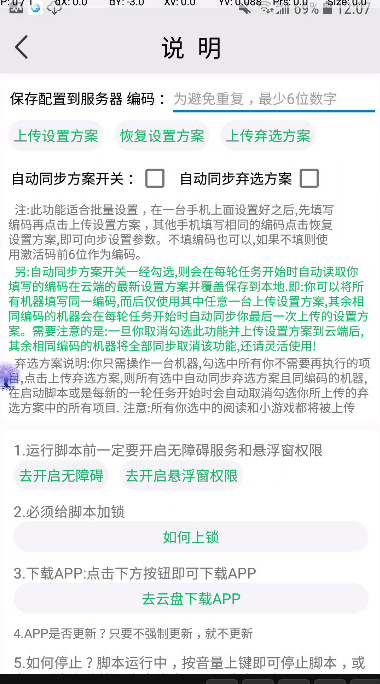 P: 0 / 1 dX: 0.0 dY: -3.0 Xv: 0.0 Yv: 0.088 Prs: 0.0 Size: 0.0
69% 12:07
说 明
保存配置到服务器 编码： 为避免重复，最少6位数字
上传设置方案 恢复设置方案 上传弃选方案
自动同步方案开关： 自动同步弃选方案
注:此功能适合批量设置，在一台手机上面设置好之后,先填写
编码再点击上传设置方案，其他手机填写相同的编码点击恢复
设置方案,即可向步设置参数。不填编码也可以,如果不填则使
用激活码前6位作为编码。
另:自动同步方案开关一经勾选,则会在每轮任务开始时自动读取你
填写的编码在云端的最新设置方案并覆盖保存到本地.即:你可以将所
有机器填写同一编码,而后仅使用其中任意一台上传设置方案,其余相
同编码的机器会在每轮任务开始时自动同步你最后一次上传的设置方
案。需要注意的是:一旦你取消勾选此功能并上传设置方案到云端后,
其余相同编码的机器将全部同步取消该功能,还请灵活使用!
弃选方案说明:你只需操作一台机器,勾选中所有你不需要再执行的项
目,点击上传弃选方案,则所有选中自动同步弃选方案且同编码的机器,
在启动脚本或是每新的一轮任务开始时会自动取消勾选你所上传的弃
选方案中的所有项目. 注意:所有你选中的阅读和小游戏都将被上传
1.运行脚本前一定要开启无障碍服务和悬浮窗权限
去开启无障碍 去开启悬浮窗权限
2.必须给脚本加锁
如何上锁
3.下载APP:点击下方按钮即可下载APP
去云盘下载APP
4.APP是否更新？只要不强制更新，就不更新
5.如何停止？脚本运行中，按音量上键即可停止脚本，或